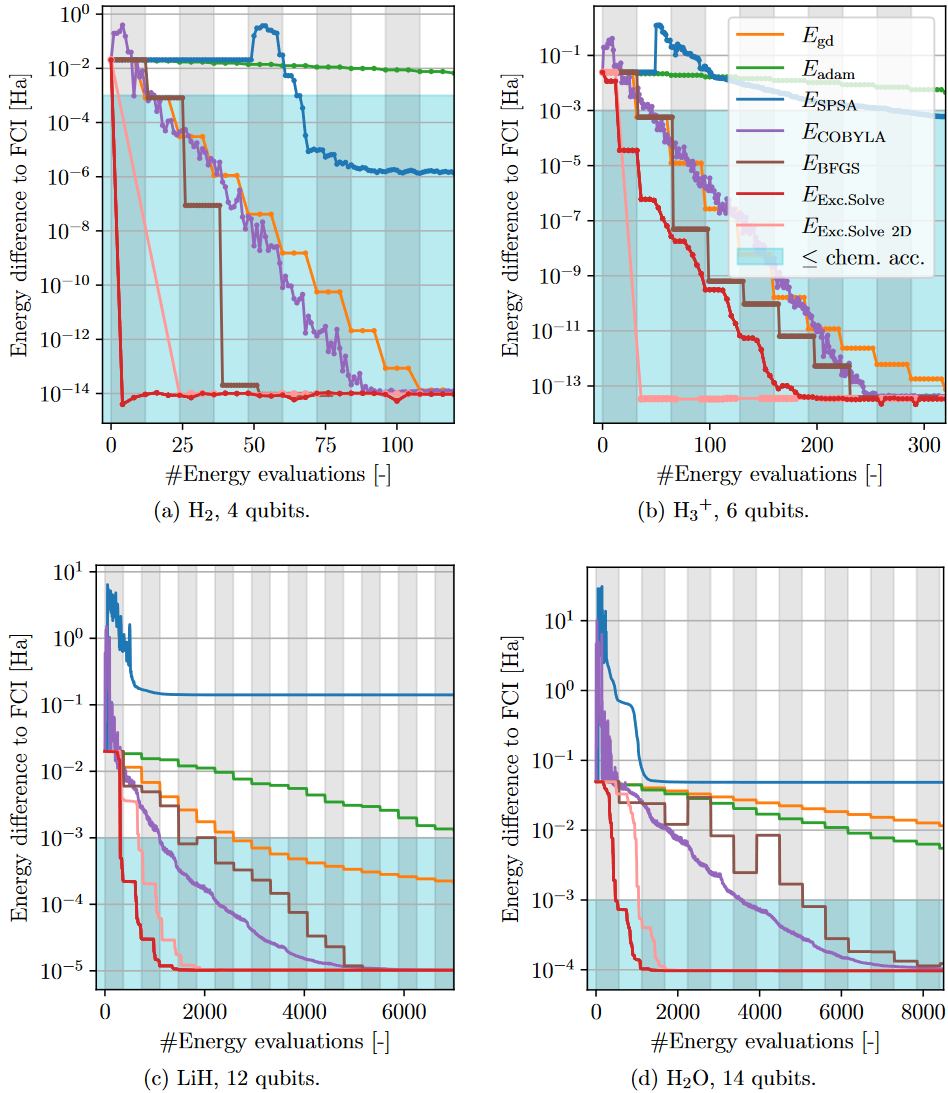 10^0
10^−2
10^−4
10^−6
10^−8
10^−10
10^−12
10^−14
Energy difference to FCI [Ha]
0 25 50 75 100
#Energy evaluations [-]
(a) H₂, 4 qubits.
10^−1
10^−3
10^−5
10^−7
10^−9
10^−11
10^−13
Energy difference to FCI [Ha]
E_gd
E_adam
E_SPSA
E_COBYLA
E_BFGS
E_Exc.Solve
E_Exc.Solve 2D
≤ chem. acc.
0 100 200 300
#Energy evaluations [-]
(b) H₃⁺, 6 qubits.
10^1
10^0
10^−1
10^−2
10^−3
10^−4
10^−5
Energy difference to FCI [Ha]
0 2000 4000 6000
#Energy evaluations [-]
(c) LiH, 12 qubits.
10^1
10^0
10^−1
10^−2
10^−3
10^−4
Energy difference to FCI [Ha]
0 2000 4000 6000 8000
#Energy evaluations [-]
(d) H₂O, 14 qubits.